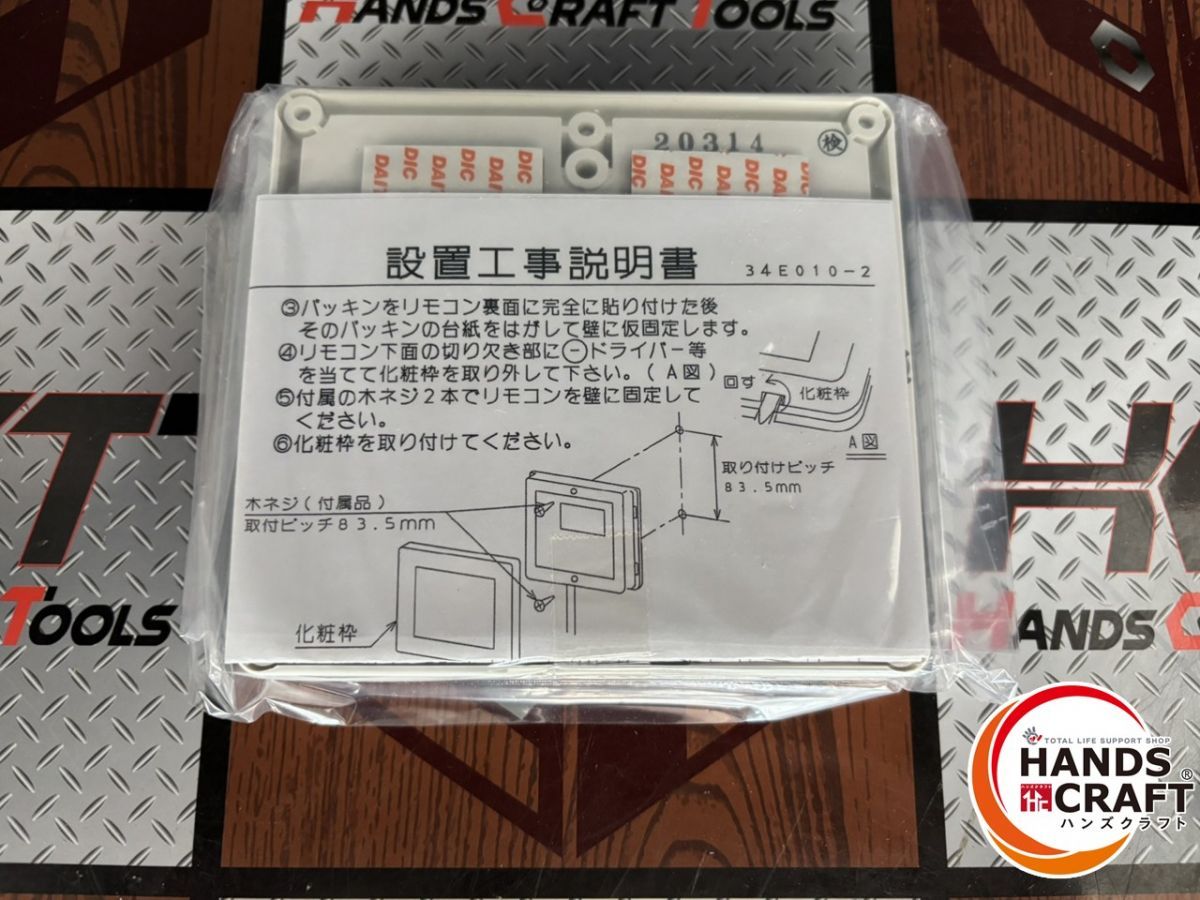 HANDS CRAFT TOOLS
20314 検
DIC DIC DIC DIC DIC DIC
設置工事説明書 34E010-2
③パッキンをリモコン裏面に完全に貼り付けた後
そのパッキンの台紙をはがして壁に仮固定します。
④リモコン下面の切り欠き部に⊖ドライバー等
を当てて化粧枠を取り外して下さい。(A図)
⑤付属の木ネジ2本でリモコンを壁に固定して
ください。
⑥化粧枠を取り付けてください。
回す
化粧枠
A図
取り付けピッチ
83.5mm
木ネジ(付属品)
取付ピッチ83.5mm
化粧枠
TOOLS
HANDS
TOTAL LIFE SUPPORT SHOP
HANDS
CRAFT®
ハンズクラフト